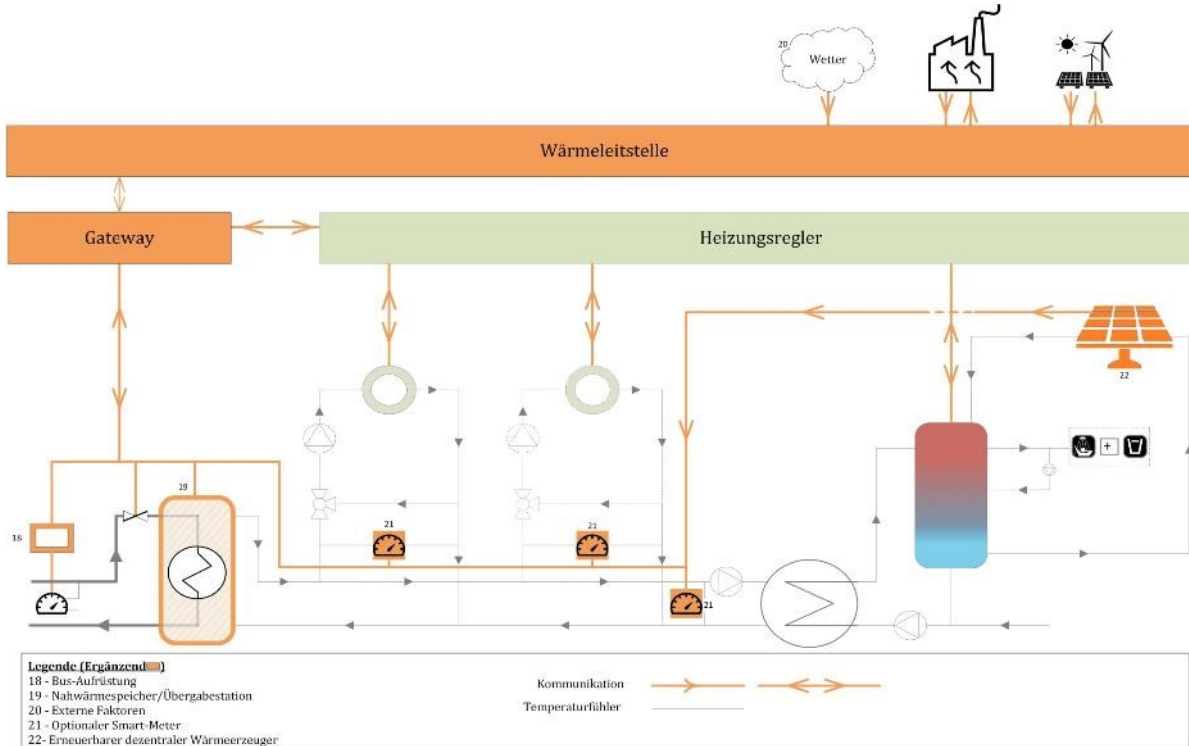 20
Wetter
Wärmeleitstelle
Gateway
Heizungsregler
22
19
18
21
21
+
21
Legende (Ergänzend)
18 - Bus-Aufrüstung
19 - Nahwärmespeicher/Übergabestation
20 - Externe Faktoren
21 - Optionaler Smart-Meter
22- Erneuerbarer dezentraler Wärmeerzeuger
Kommunikation
Temperaturfühler